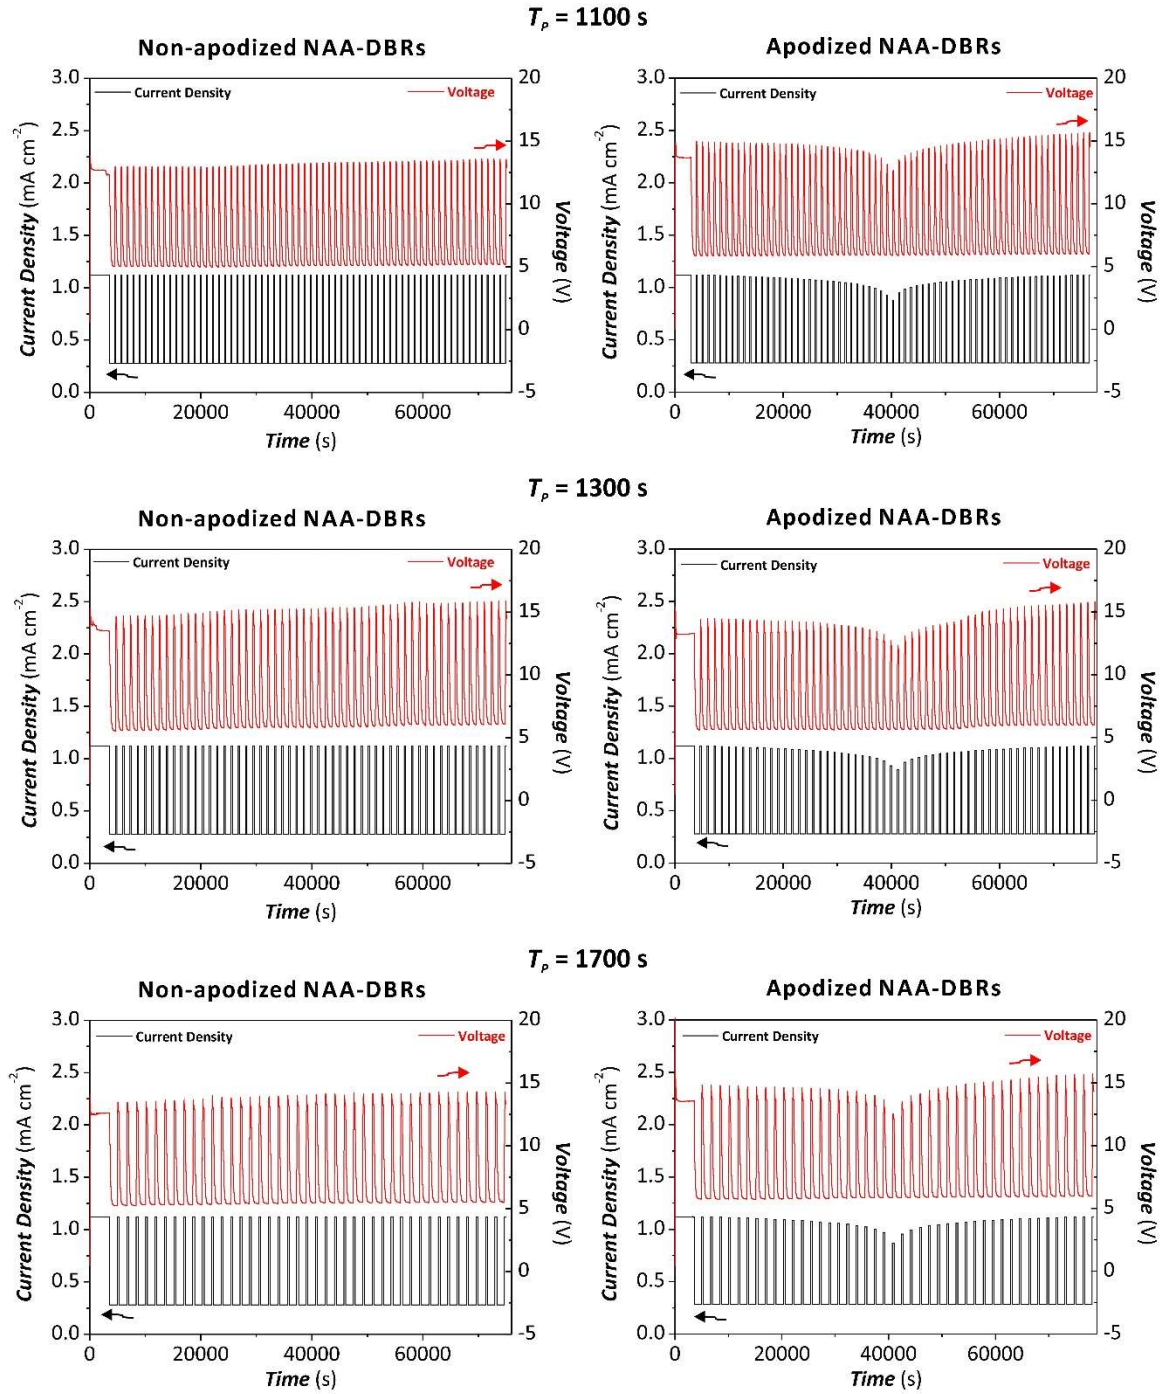 T_P = 1100 s
Non-apodized NAA-DBRs
Apodized NAA-DBRs
Current Density (mA cm⁻²)
3.0
2.5
2.0
1.5
1.0
0.5
0.0
Current Density
Voltage
20
15
10
5
0
-5
Voltage (V)
0 20000 40000 60000
Time (s)
Current Density (mA cm⁻²)
3.0
2.5
2.0
1.5
1.0
0.5
0.0
Current Density
Voltage
20
15
10
5
0
-5
Voltage (V)
0 20000 40000 60000
Time (s)
T_P = 1300 s
Non-apodized NAA-DBRs
Apodized NAA-DBRs
Current Density (mA cm⁻²)
3.0
2.5
2.0
1.5
1.0
0.5
0.0
Current Density
Voltage
20
15
10
5
0
-5
Voltage (V)
0 20000 40000 60000
Time (s)
Current Density (mA cm⁻²)
3.0
2.5
2.0
1.5
1.0
0.5
0.0
Current Density
Voltage
20
15
10
5
0
-5
Voltage (V)
0 20000 40000 60000
Time (s)
T_P = 1700 s
Non-apodized NAA-DBRs
Apodized NAA-DBRs
Current Density (mA cm⁻²)
3.0
2.5
2.0
1.5
1.0
0.5
0.0
Current Density
Voltage
20
15
10
5
0
-5
Voltage (V)
0 20000 40000 60000
Time (s)
Current Density (mA cm⁻²)
3.0
2.5
2.0
1.5
1.0
0.5
0.0
Current Density
Voltage
20
15
10
5
0
-5
Voltage (V)
0 20000 40000 60000
Time (s)